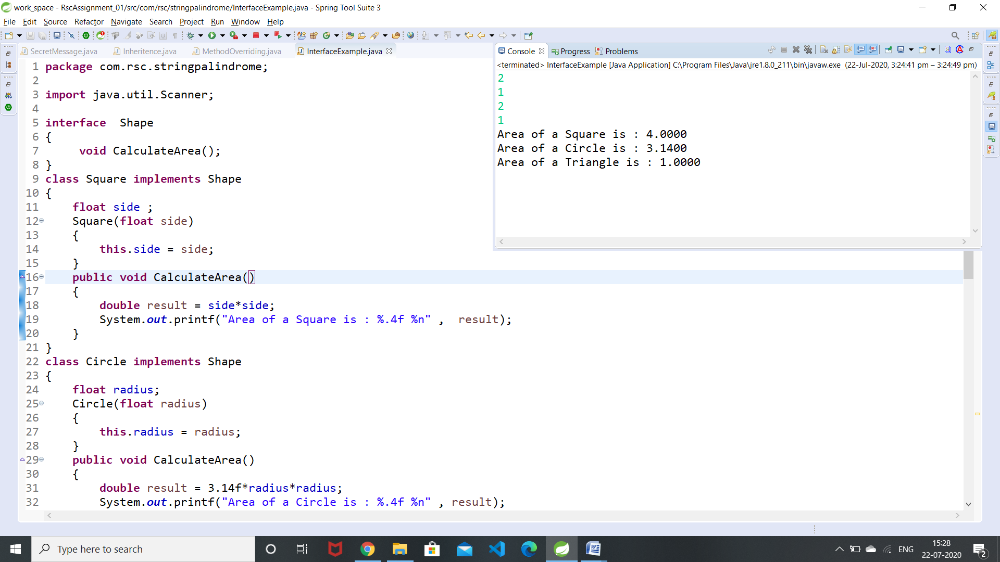 work_space - RscAssignment_01/src/com/rsc/stringpalindrome/InterfaceExample.java - Spring Tool Suite 3
File Edit Source Refactor Navigate Search Project Run Window Help
SecretMessage.java Inheritence.java MethodOverriding.java InterfaceExample.java
1 package com.rsc.stringpalindrome;
2
3 import java.util.Scanner;
4
5 interface  Shape
6 {
7      void CalculateArea();
8 }
9 class Square implements Shape
10 {
11     float side ;
12     Square(float side)
13     {
14         this.side = side;
15     }
16     public void CalculateArea()
17     {
18         double result = side*side;
19         System.out.printf("Area of a Square is : %.4f %n" ,  result);
20     }
21 }
22 class Circle implements Shape
23 {
24     float radius;
25     Circle(float radius)
26     {
27         this.radius = radius;
28     }
29     public void CalculateArea()
30     {
31         double result = 3.14f*radius*radius;
32         System.out.printf("Area of a Circle is : %.4f %n" , result);
Console Progress Problems
<terminated> InterfaceExample [Java Application] C:\Program Files\Java\jre1.8.0_211\bin\javaw.exe (22-Jul-2020, 3:24:41 pm – 3:24:49 pm)
2
1
2
1
Area of a Square is : 4.0000
Area of a Circle is : 3.1400
Area of a Triangle is : 1.0000
Type here to search
ENG
15:28
22-07-2020
2